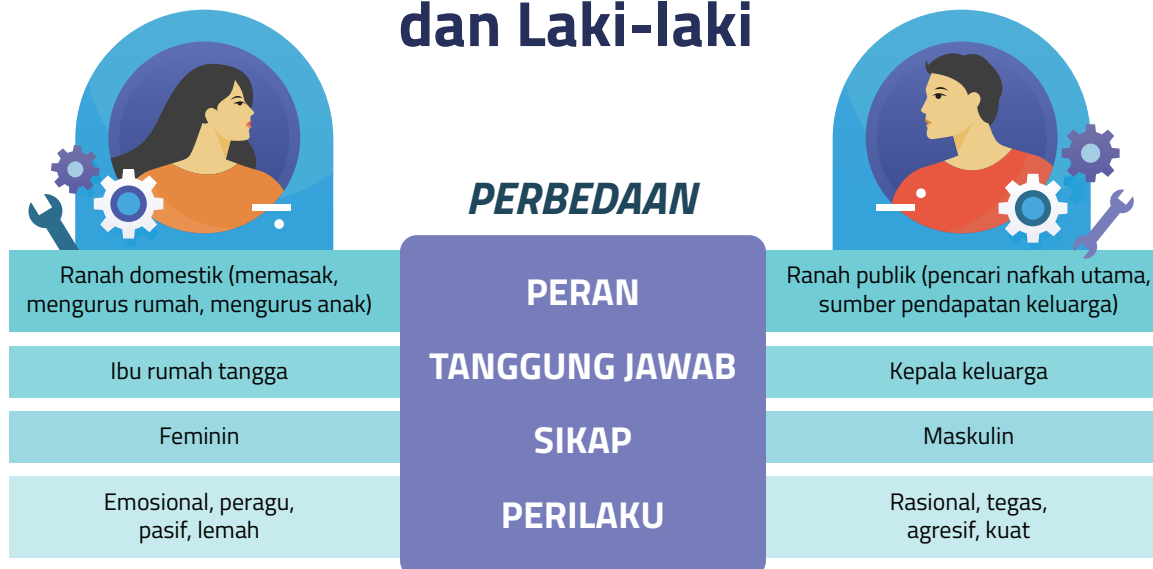 dan Laki-laki
PERBEDAAN
Ranah domestik (memasak,
mengurus rumah, mengurus anak)
PERAN
Ranah publik (pencari nafkah utama,
sumber pendapatan keluarga)
Ibu rumah tangga
TANGGUNG JAWAB
Kepala keluarga
Feminin
SIKAP
Maskulin
Emosional, peragu,
pasif, lemah
PERILAKU
Rasional, tegas,
agresif, kuat